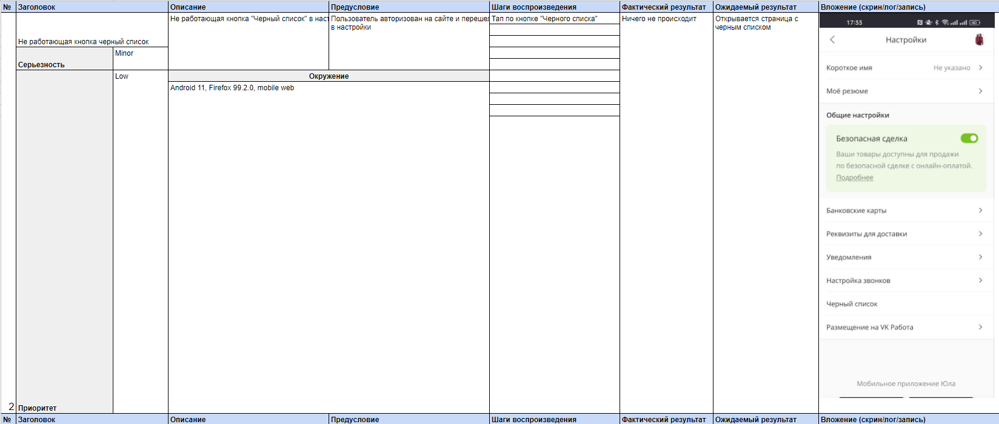 № Заголовок Описание Предусловие Шаги воспроизведения Фактический результат Ожидаемый результат Вложение (скрин/лог/запись)
Не работающая кнопка черный список
Не работающая кнопка "Черный список" в наст
Пользователь авторизован на сайте и перешел
в настройки
Тап по кнопке "Черного списка"
Ничего не происходит
Открывается страница с
черным списком
Серьезность Minor
Low
Окружение
Android 11, Firefox 99.2.0, mobile web
2 Приоритет
17:33 60
Настройки
Короткое имя Не указано
Моё резюме
Общие настройки
Безопасная сделка
Ваши товары доступны для продажи
по безопасной сделке с онлайн-оплатой.
Подробнее
Банковские карты
Реквизиты для доставки
Уведомления
Настройка звонков
Черный список
Размещение на VK Работа
Мобильное приложение Юла
№ Заголовок Описание Предусловие Шаги воспроизведения Фактический результат Ожидаемый результат Вложение (скрин/лог/запись)